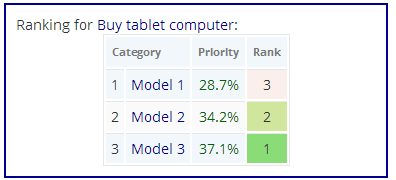 Ranking for Buy tablet computer:
Category Priority Rank
1 Model 1 28.7% 3
2 Model 2 34.2% 2
3 Model 3 37.1% 1